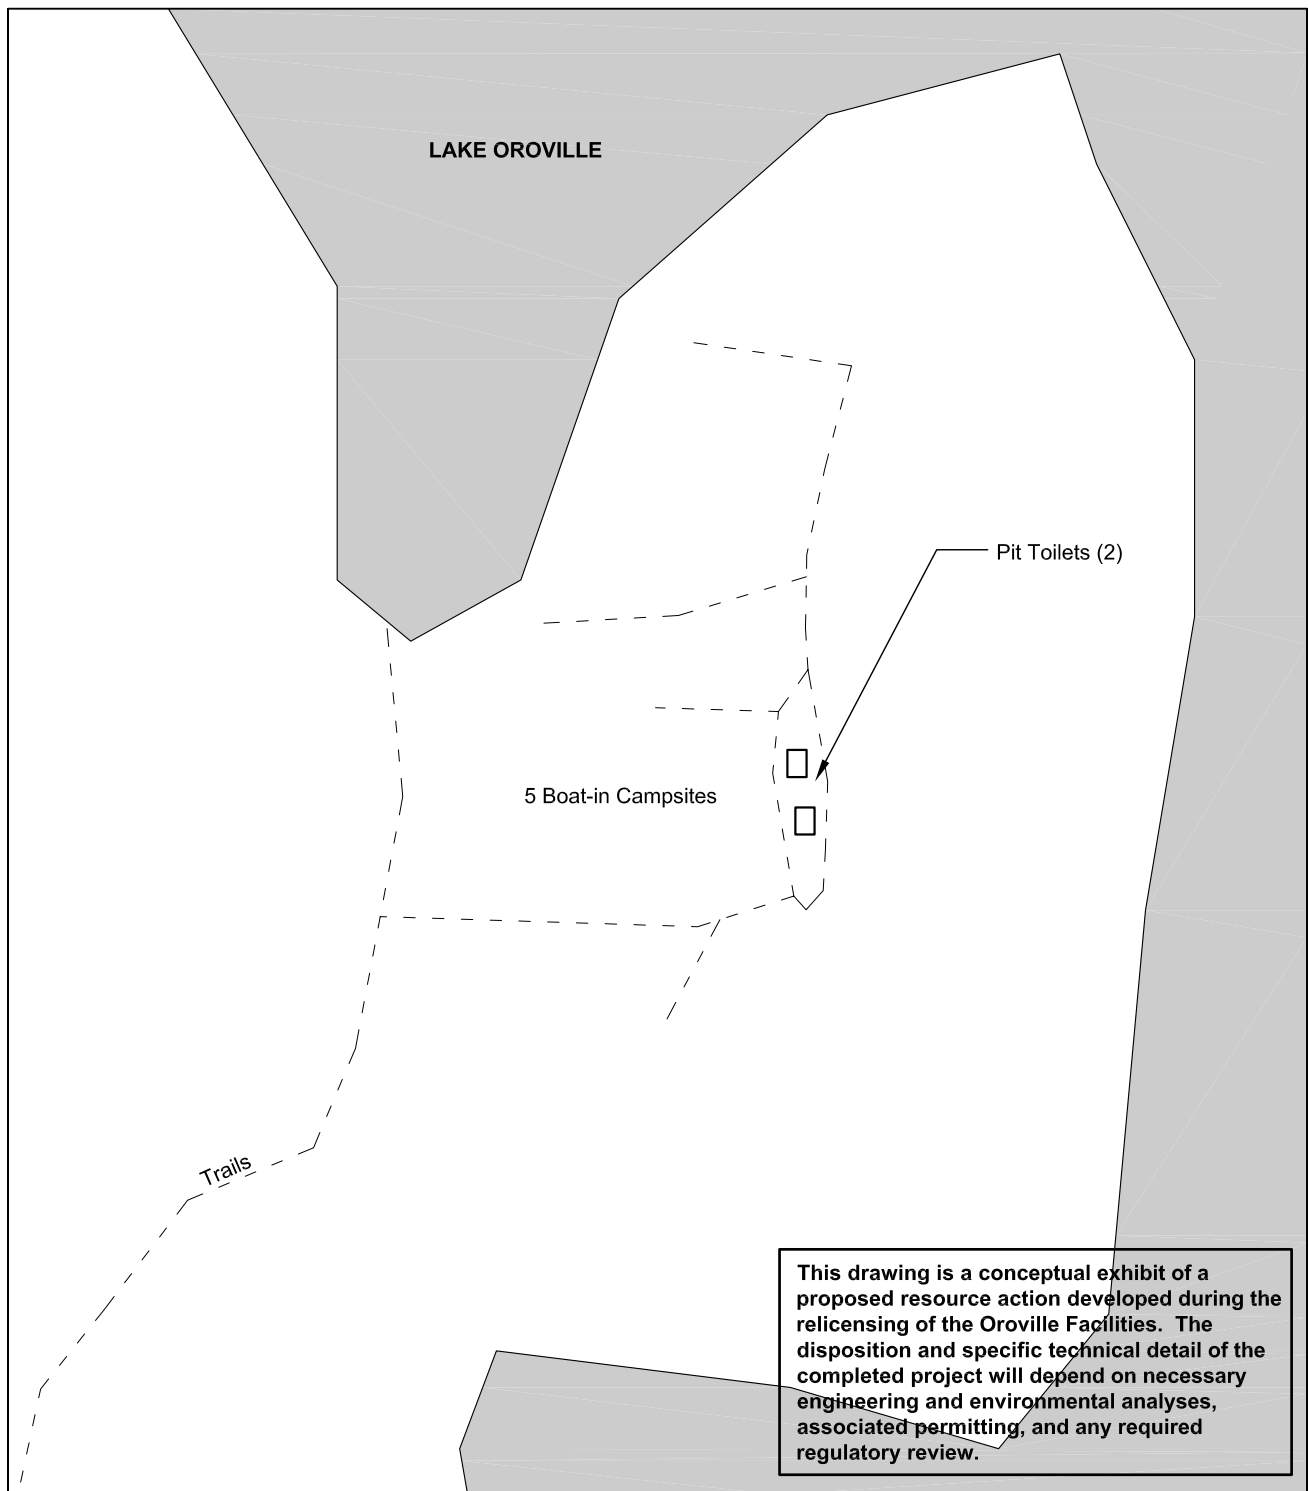 LAKE OROVILLE
Pit Toilets (2)
5 Boat-in Campsites
Trails
This drawing is a conceptual exhibit of a
proposed resource action developed during the
relicensing of the Oroville Facilities.  The
disposition and specific technical detail of the
completed project will depend on necessary
engineering and environmental analyses,
associated permitting, and any required
regulatory review.